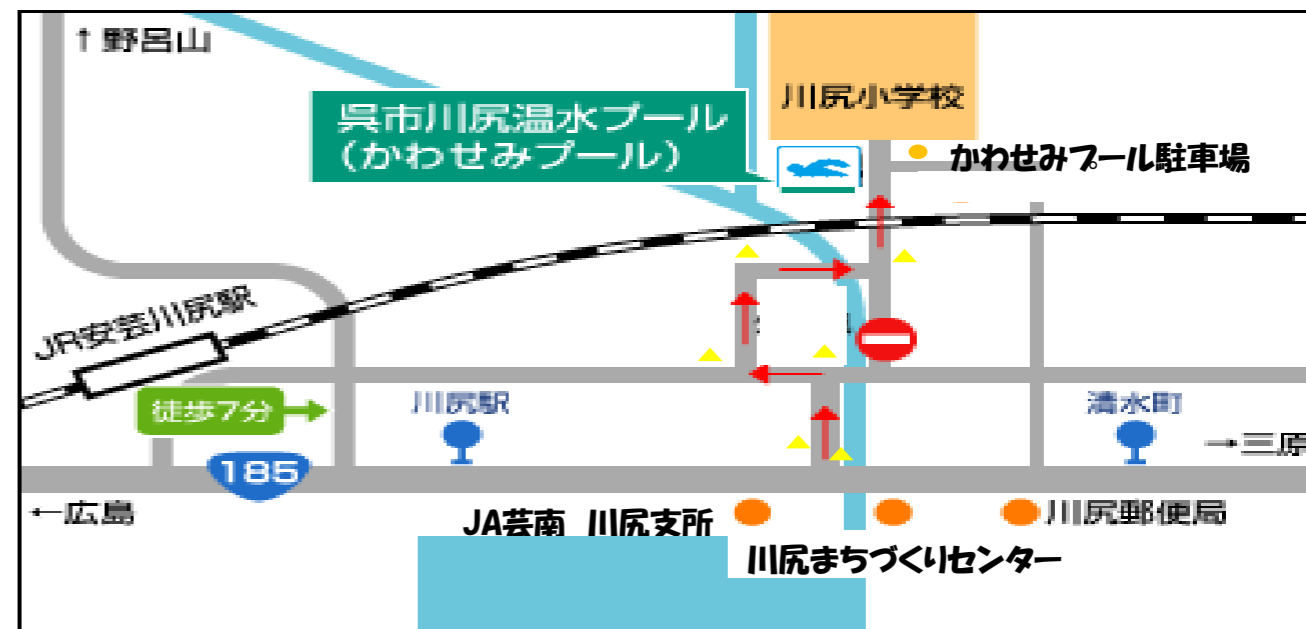 ↑野呂山
川尻小学校
呉市川尻温水プール
(かわせみプール)
かわせみプール駐車場
JR安芸川尻駅
徒歩7分
川尻駅
清水町
→三原
185
←広島
JA芸南 川尻支所
川尻郵便局
川尻まちづくりセンター